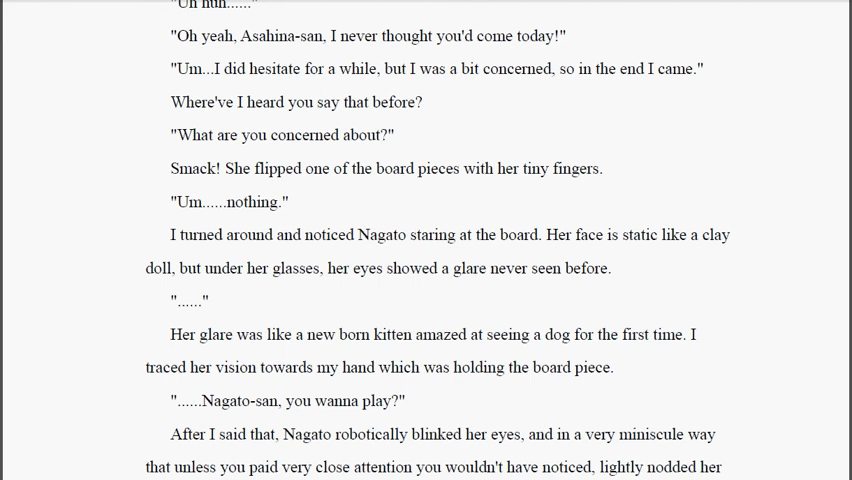 "Uh huh......"
"Oh yeah, Asahina-san, I never thought you'd come today!"
"Um...I did hesitate for a while, but I was a bit concerned, so in the end I came."
Where've I heard you say that before?
"What are you concerned about?"
Smack! She flipped one of the board pieces with her tiny fingers.
"Um......nothing."
I turned around and noticed Nagato staring at the board. Her face is static like a clay
doll, but under her glasses, her eyes showed a glare never seen before.
"......"
Her glare was like a new born kitten amazed at seeing a dog for the first time. I
traced her vision towards my hand which was holding the board piece.
"......Nagato-san, you wanna play?"
After I said that, Nagato robotically blinked her eyes, and in a very miniscule way
that unless you paid very close attention you wouldn't have noticed, lightly nodded her